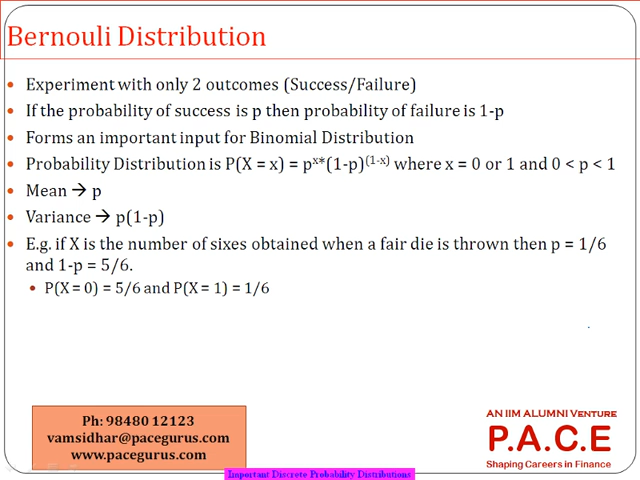 Bernouli Distribution
• Experiment with only 2 outcomes (Success/Failure)
• If the probability of success is p then probability of failure is 1-p
• Forms an important input for Binomial Distribution
• Probability Distribution is P(X = x) = pˣ*(1-p)⁽¹⁻ˣ⁾ where x = 0 or 1 and 0 < p < 1
• Mean → p
• Variance → p(1-p)
• E.g. if X is the number of sixes obtained when a fair die is thrown then p = 1/6
and 1-p = 5/6.
• P(X = 0) = 5/6 and P(X = 1) = 1/6
Ph: 98480 12123
vamsidhar@pacegurus.com
www.pacegurus.com
AN IIM ALUMNI VENTURE
P.A.C.E
Shaping Careers in Finance
Important Discrete Probability Distributions